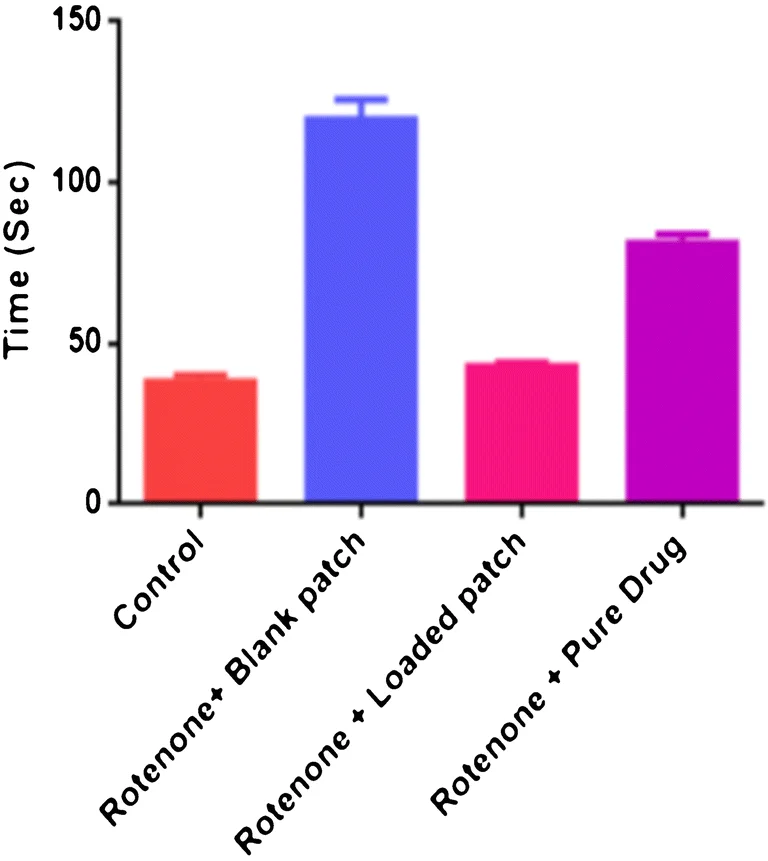 150
100
50
0
Time (Sec)
Control
Rotenone+ Blank patch
Rotenone + Loaded patch
Rotenone + Pure Drug